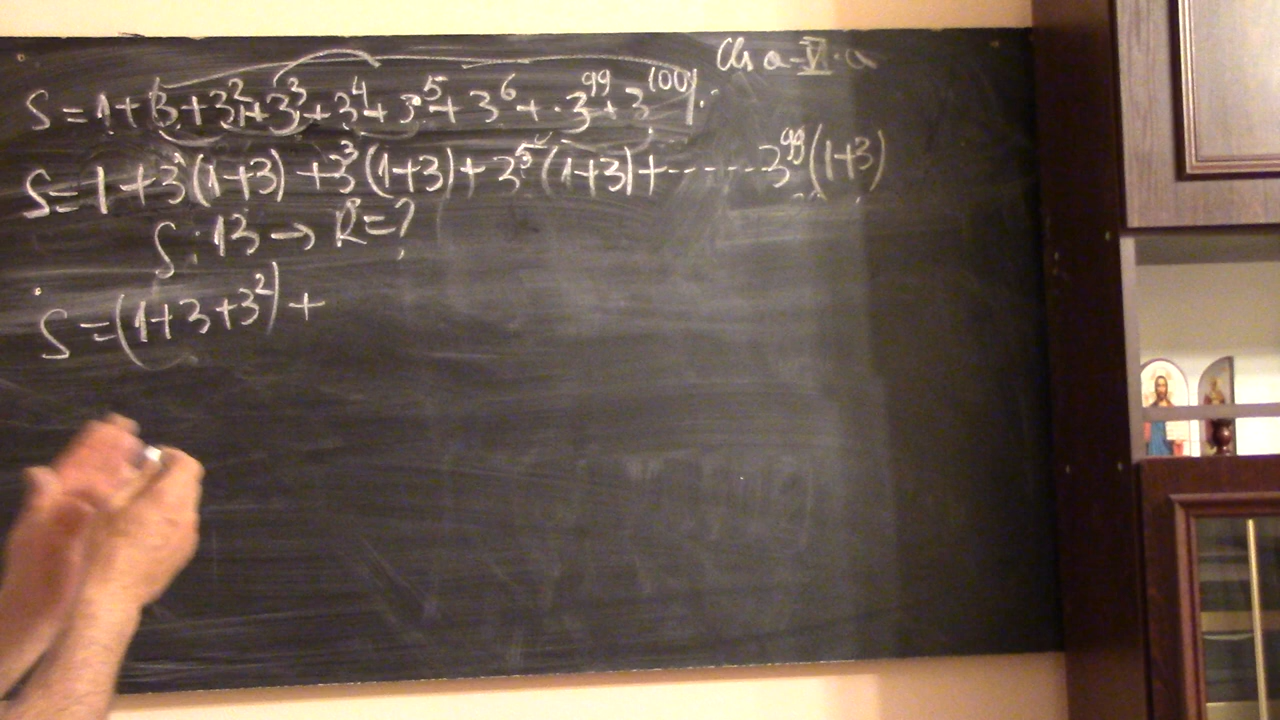 Cls a-VI-a
S = 1 + (3 + 3² + 3³ + 3⁴ + 3⁵ + 3⁶ + . 3⁹⁹ + 3¹⁰⁰).
S = 1 + 3(1+3) + 3³(1+3) + 3⁵(1+3) + ------ 3⁹⁹(1+3)
S : 13 → R = ?
S = (1 + 3 + 3²) +